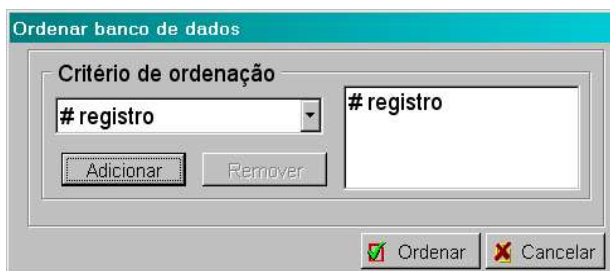 Ordenar banco de dados
Critério de ordenação
# registro
# registro
Adicionar
Remover
Ordenar
Cancelar